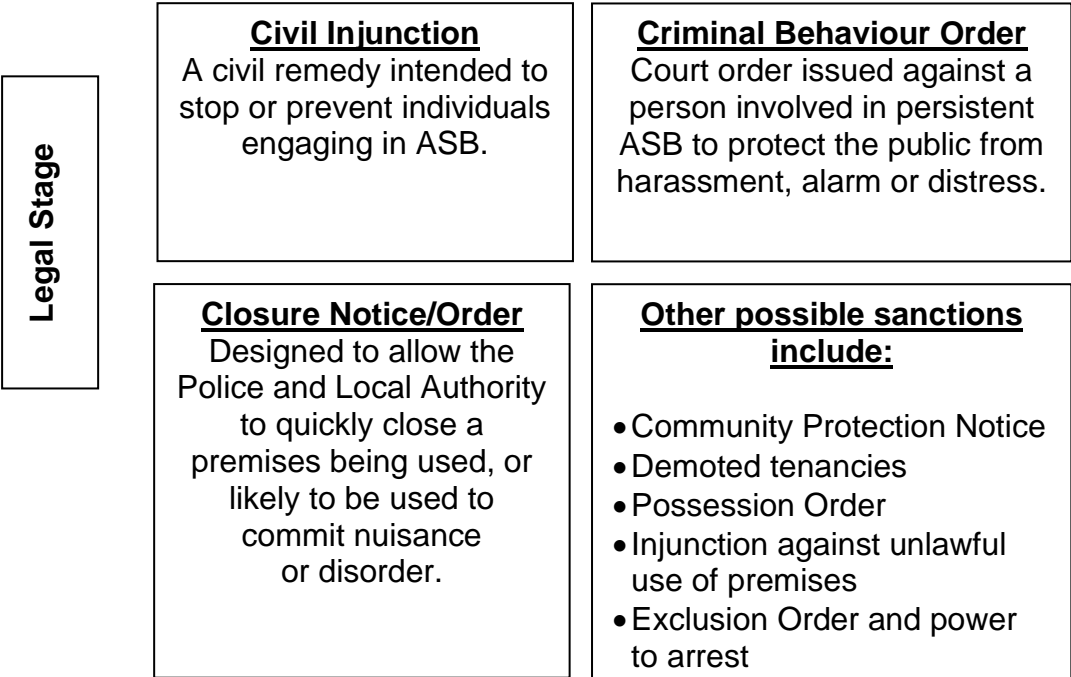 Legal Stage
Civil Injunction
A civil remedy intended to
stop or prevent individuals
engaging in ASB.
Criminal Behaviour Order
Court order issued against a
person involved in persistent
ASB to protect the public from
harassment, alarm or distress.
Closure Notice/Order
Designed to allow the
Police and Local Authority
to quickly close a
premises being used, or
likely to be used to
commit nuisance
or disorder.
Other possible sanctions
include:
•Community Protection Notice
•Demoted tenancies
•Possession Order
•Injunction against unlawful
use of premises
•Exclusion Order and power
to arrest